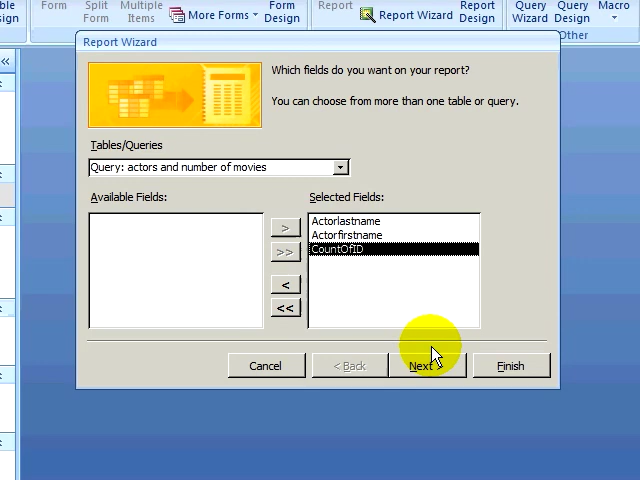 ble
sign
Form
Split
Forms
Multiple
Items
More Forms
Form
Design
Report
Report Wizard
Report
Design
Query
Wizard
Query
Design
Macro
Other
«
Report Wizard
Which fields do you want on your report?
You can choose from more than one table or query.
Tables/Queries
Query: actors and number of movies
Available Fields:
Selected Fields:
Actorlastname
Actorfirstname
CountOfID
>
>>
<
<<
Cancel
< Back
Next >
Finish